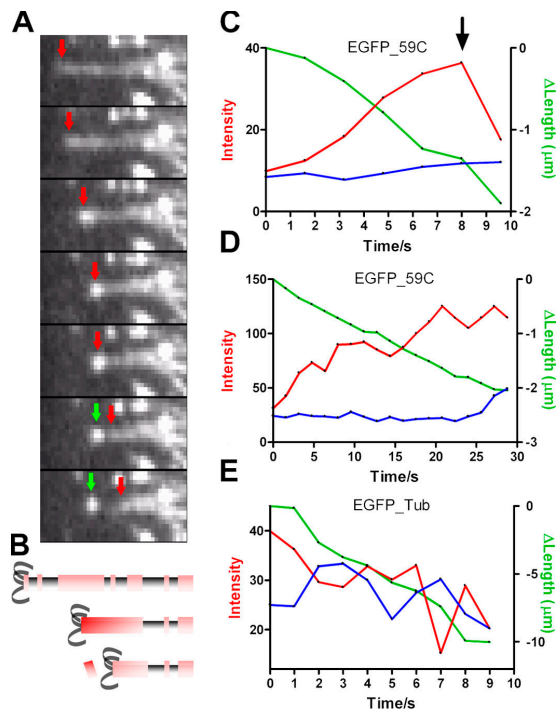 A
B
C
EGFP_59C
40
20
0
Intensity
0
-1
-2
ΔLength (μm)
0 1 2 3 4 5 6 7 8 9 10
Time/s
D
EGFP_59C
150
100
50
0
Intensity
0
-1
-2
-3
ΔLength (μm)
0 5 10 15 20 25 30
Time/s
E
EGFP_Tub
40
30
20
Intensity
0
-5
-10
ΔLength (μm)
0 1 2 3 4 5 6 7 8 9 10
Time/s